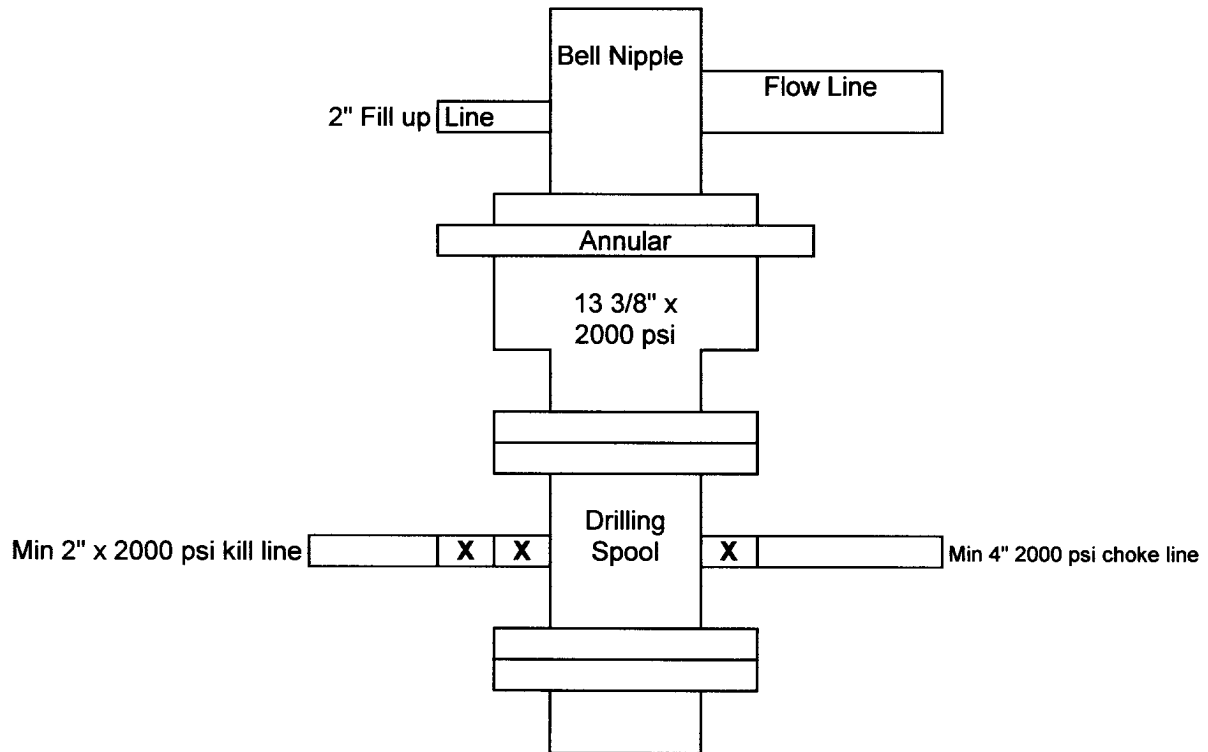 Bell Nipple
Flow Line
2" Fill up Line
Annular
13 3/8" x
2000 psi
Drilling
Spool
Min 2" x 2000 psi kill line
X X
X
Min 4" 2000 psi choke line